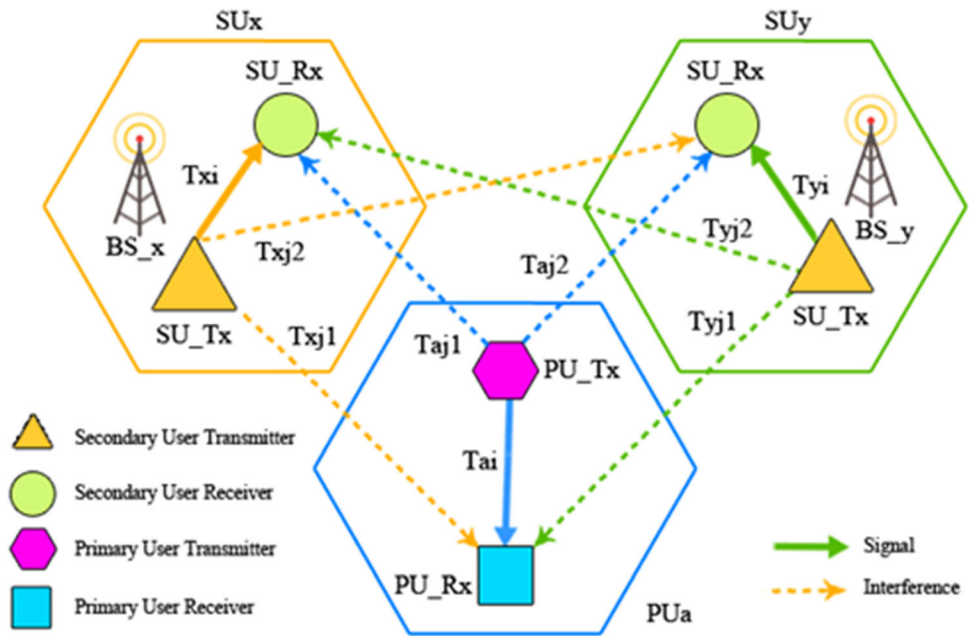 SUx
SUy
SU_Rx
SU_Rx
Txi
Tyi
BS_x
Txj2
Tyj2
BS_y
Taj2
SU_Tx
Txj1
Tyj1
SU_Tx
Taj1
PU_Tx
Secondary User Transmitter
Tai
Secondary User Receiver
Primary User Transmitter
Signal
PU_Rx
Interference
Primary User Receiver
PUa